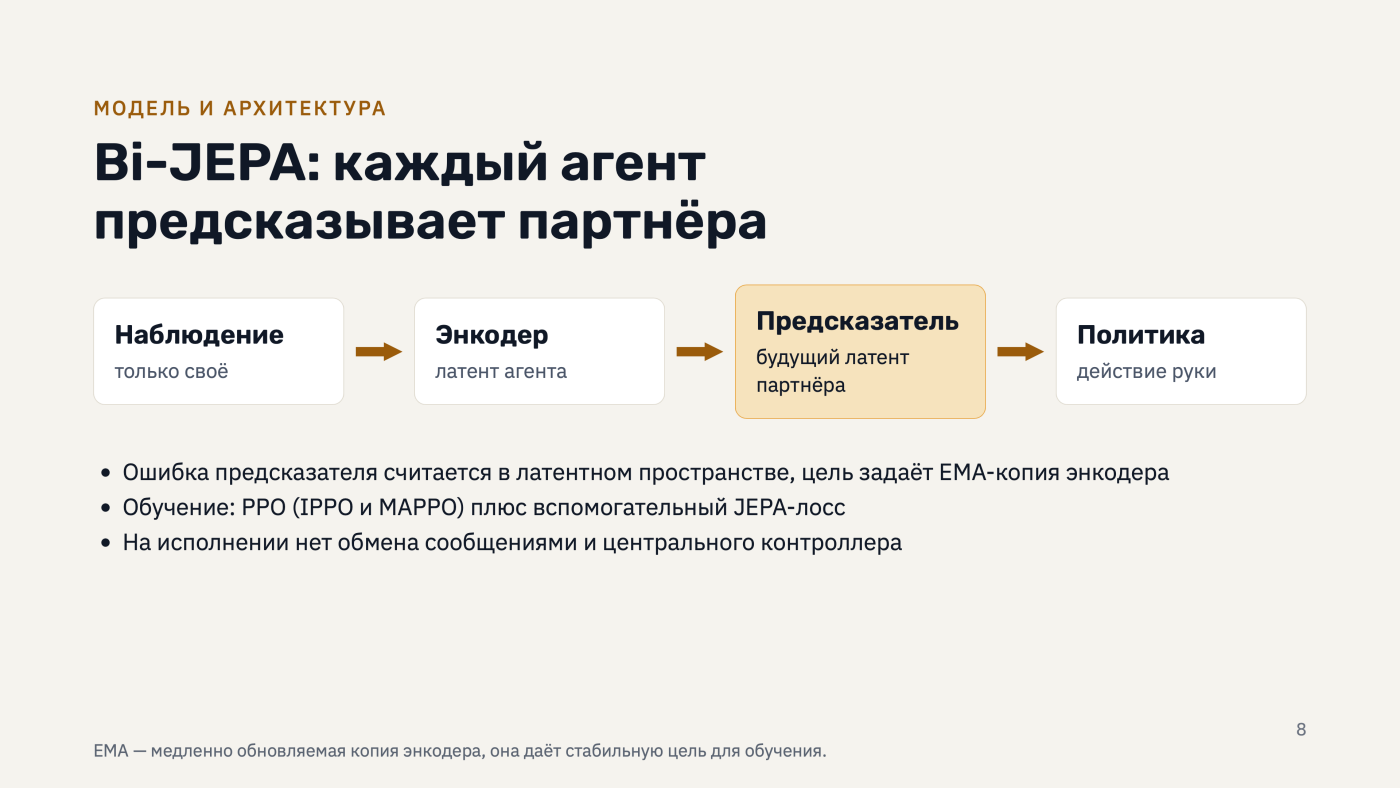 МОДЕЛЬ И АРХИТЕКТУРА
Bi-JEPA: каждый агент
предсказывает партнёра
Наблюдение
только своё
Энкодер
латент агента
Предсказатель
будущий латент
партнёра
Политика
действие руки
• Ошибка предсказателя считается в латентном пространстве, цель задаёт EMA-копия энкодера
• Обучение: PPO (IPPO и MAPPO) плюс вспомогательный JEPA-лосс
• На исполнении нет обмена сообщениями и центрального контроллера
8
EMA — медленно обновляемая копия энкодера, она даёт стабильную цель для обучения.